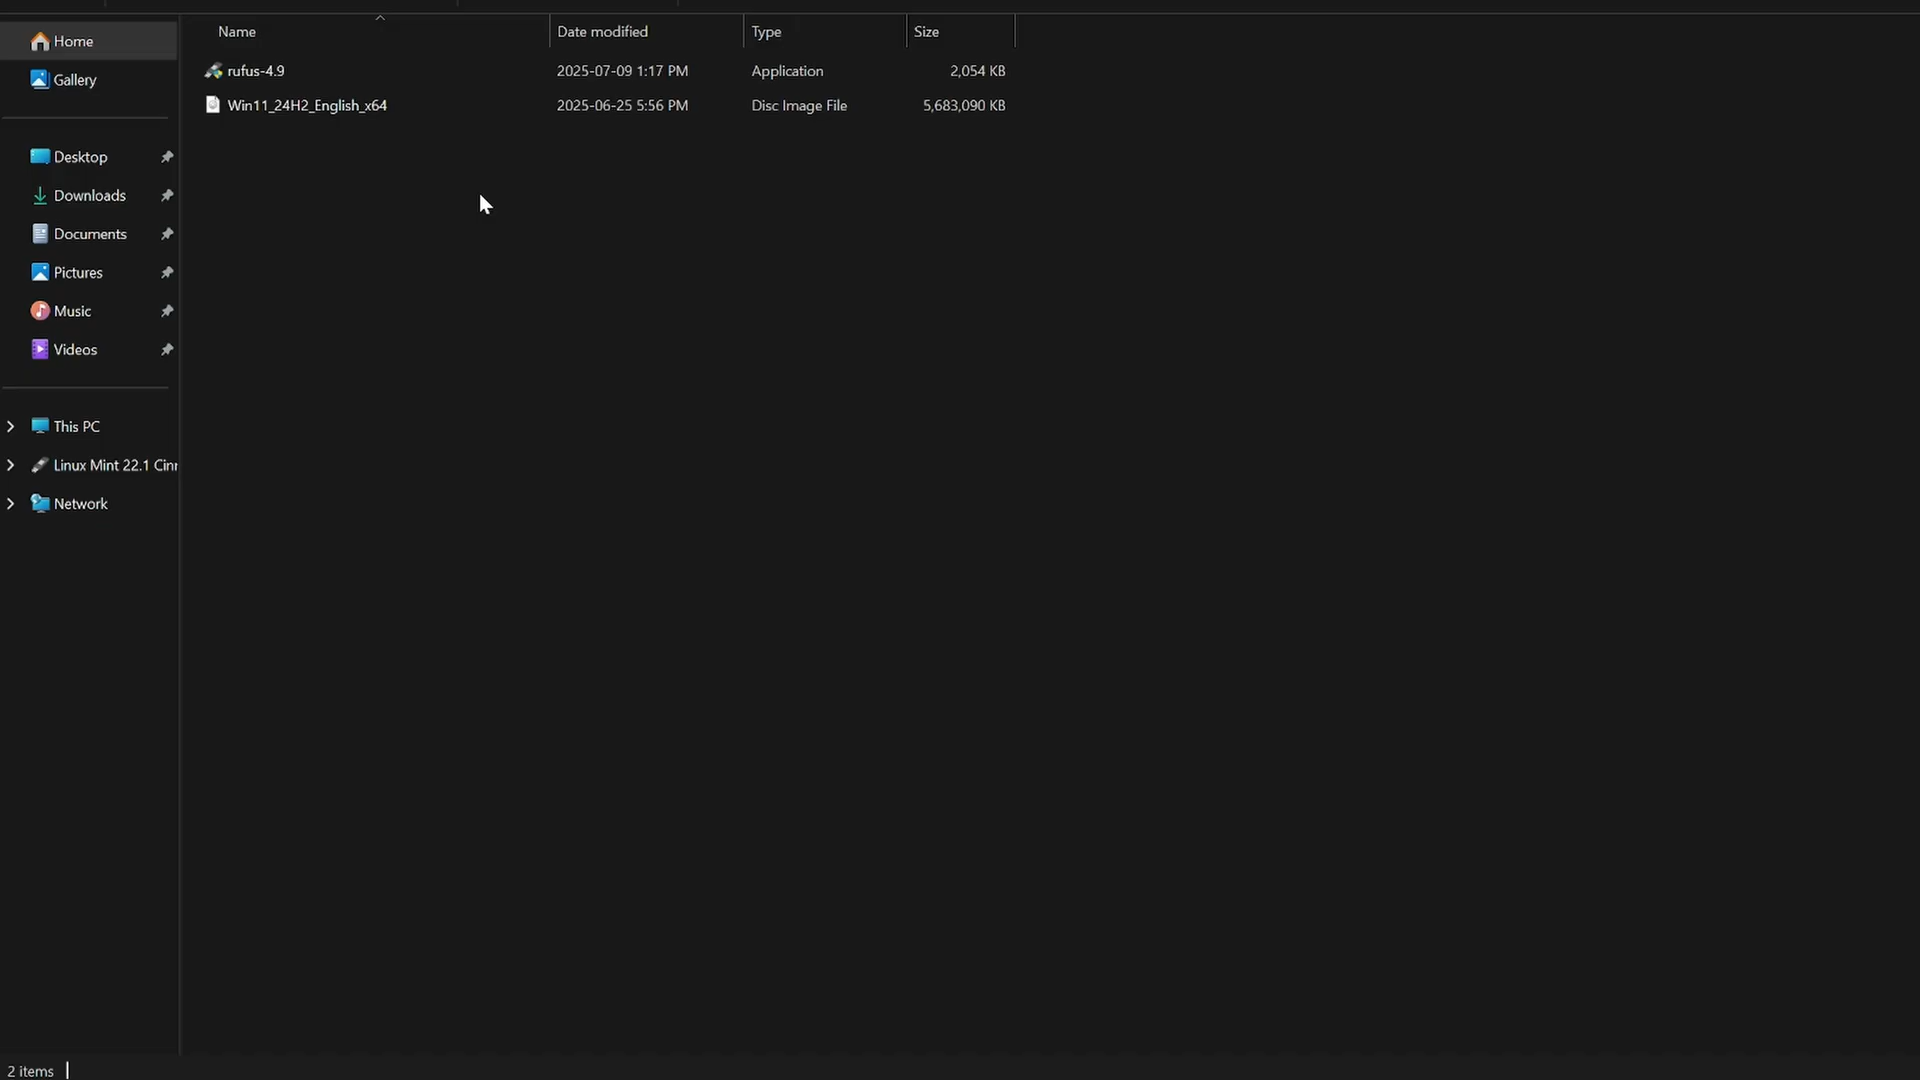 Name Date modified Type Size
Home
rufus-4.9 2025-07-09 1:17 PM Application 2,054 KB
Gallery
Win11_24H2_English_x64 2025-06-25 5:56 PM Disc Image File 5,683,090 KB
Desktop
Downloads
Documents
Pictures
Music
Videos
This PC
Linux Mint 22.1 Cinn
Network
2 items